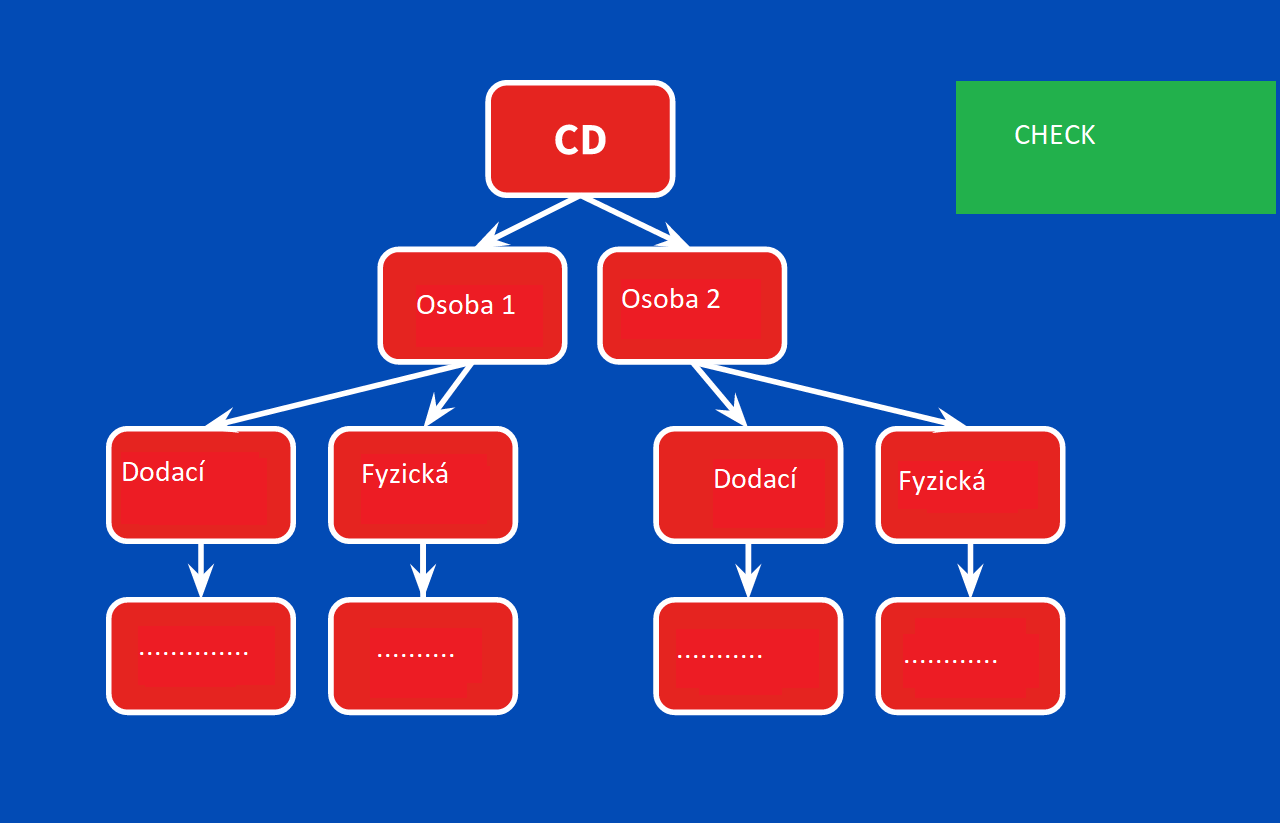 CD
CHECK
Osoba 1
Osoba 2
Dodací
Fyzická
Dodací
Fyzická
..............
..........
...........
............